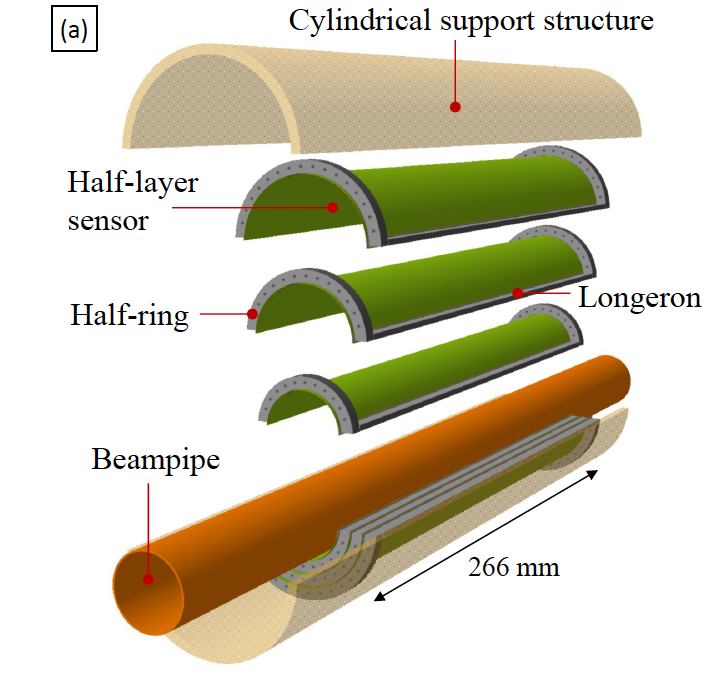 (a)
Cylindrical support structure
Half-layer
sensor
Longeron
Half-ring
Beampipe
266 mm